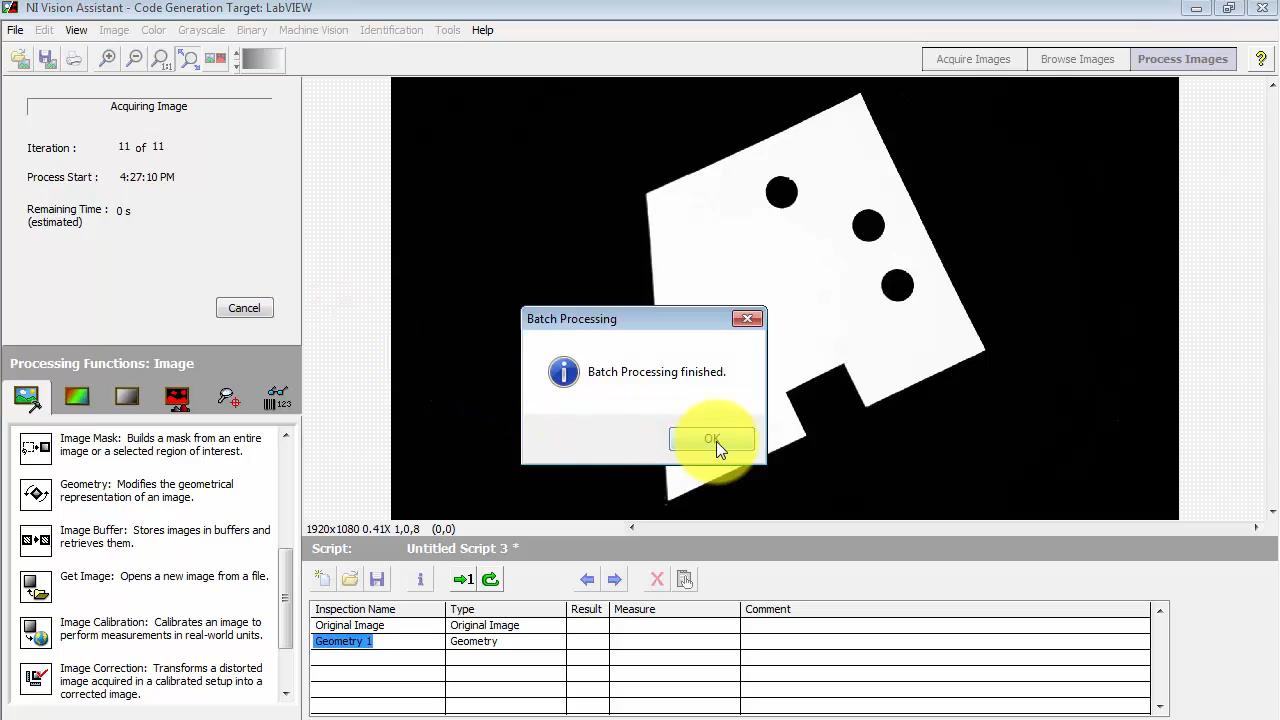 NI Vision Assistant - Code Generation Target: LabVIEW
File Edit View Image Color Grayscale Binary Machine Vision Identification Tools Help
1:1
Acquire Images Browse Images Process Images ?
Acquiring Image
Iteration : 11 of 11
Process Start : 4:27:10 PM
Remaining Time : 0 s
(estimated)
Cancel
Batch Processing
Batch Processing finished.
OK
Processing Functions: Image
123
Image Mask: Builds a mask from an entire
image or a selected region of interest.
Geometry: Modifies the geometrical
representation of an image.
Image Buffer: Stores images in buffers and
retrieves them.
Get Image: Opens a new image from a file.
Image Calibration: Calibrates an image to
perform measurements in real-world units.
Image Correction: Transforms a distorted
image acquired in a calibrated setup into a
corrected image.
1920x1080 0.41X 1,0,8 (0,0)
Script: Untitled Script 3 *
1
Inspection Name Type Result Measure Comment
Original Image Original Image
Geometry 1 Geometry